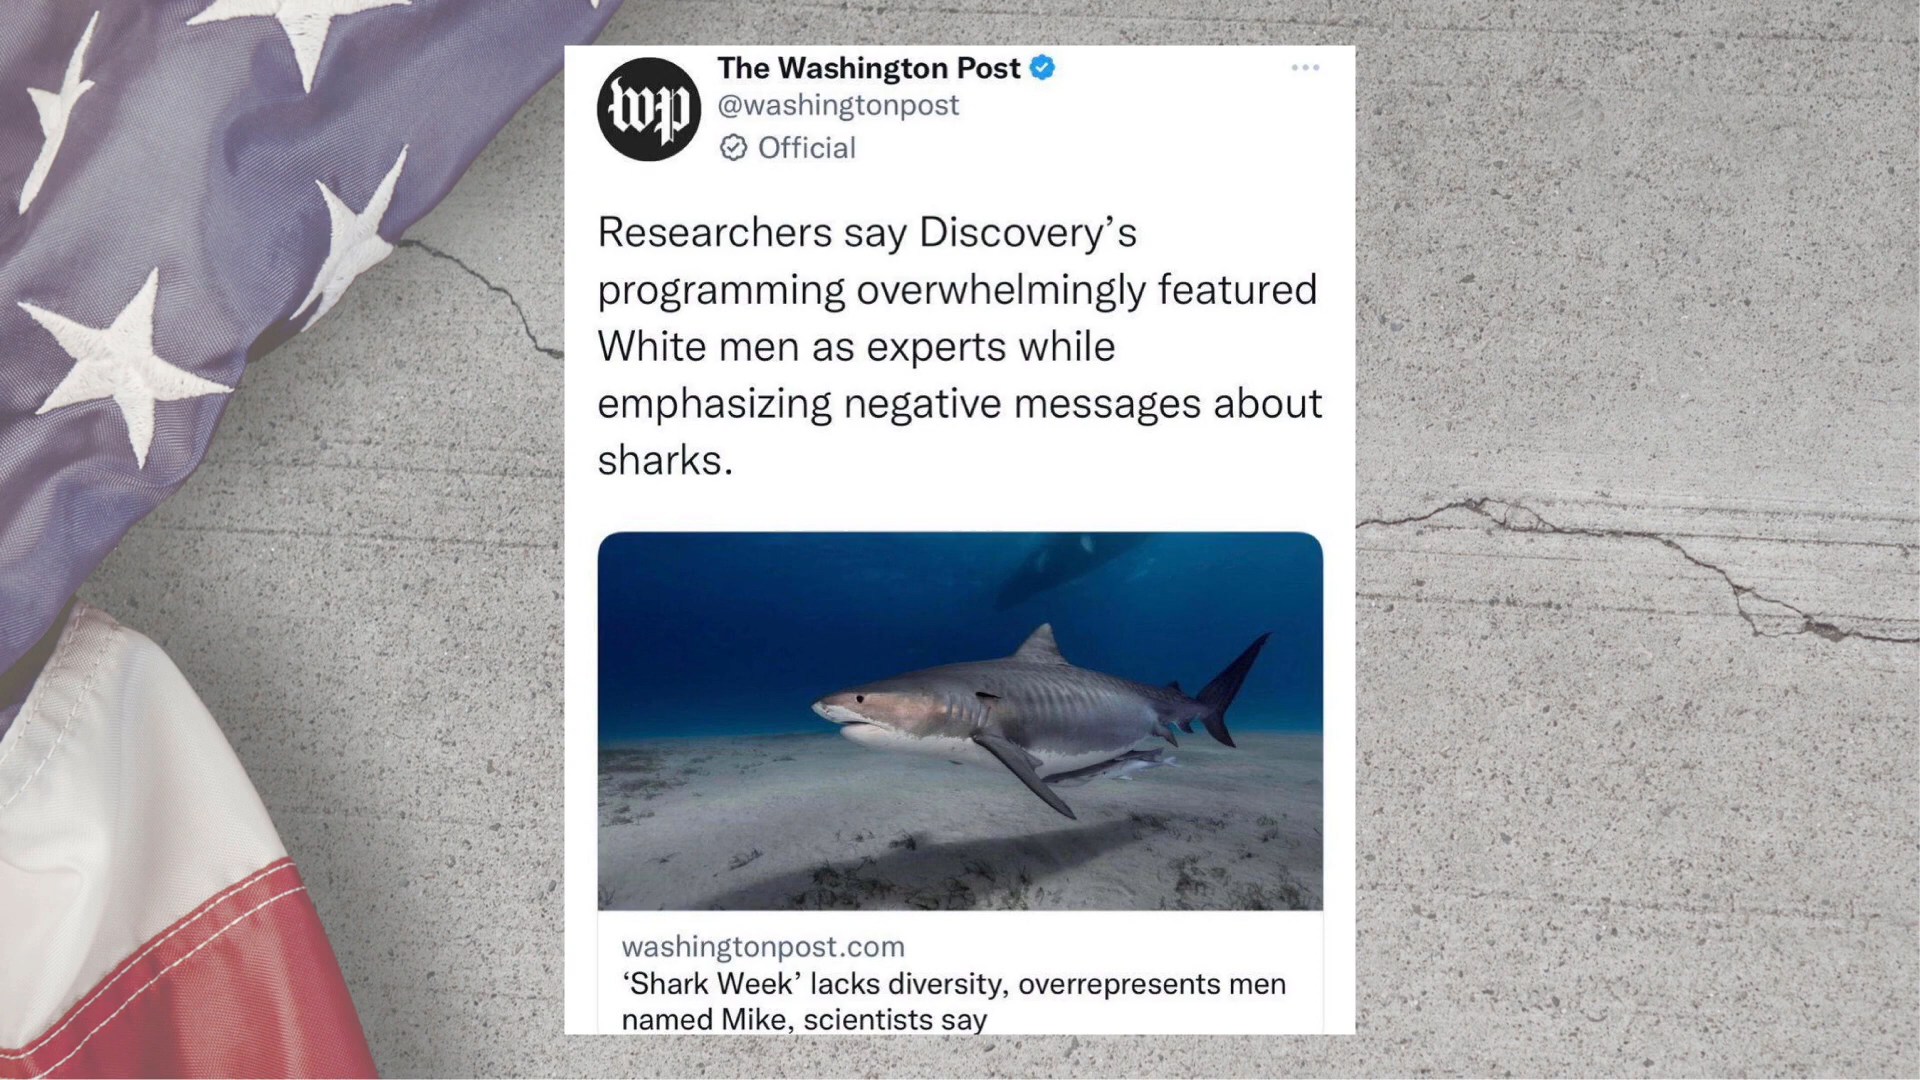 wp
The Washington Post
@washingtonpost
Official
Researchers say Discovery’s
programming overwhelmingly featured
White men as experts while
emphasizing negative messages about
sharks.
washingtonpost.com
‘Shark Week’ lacks diversity, overrepresents men
named Mike, scientists say